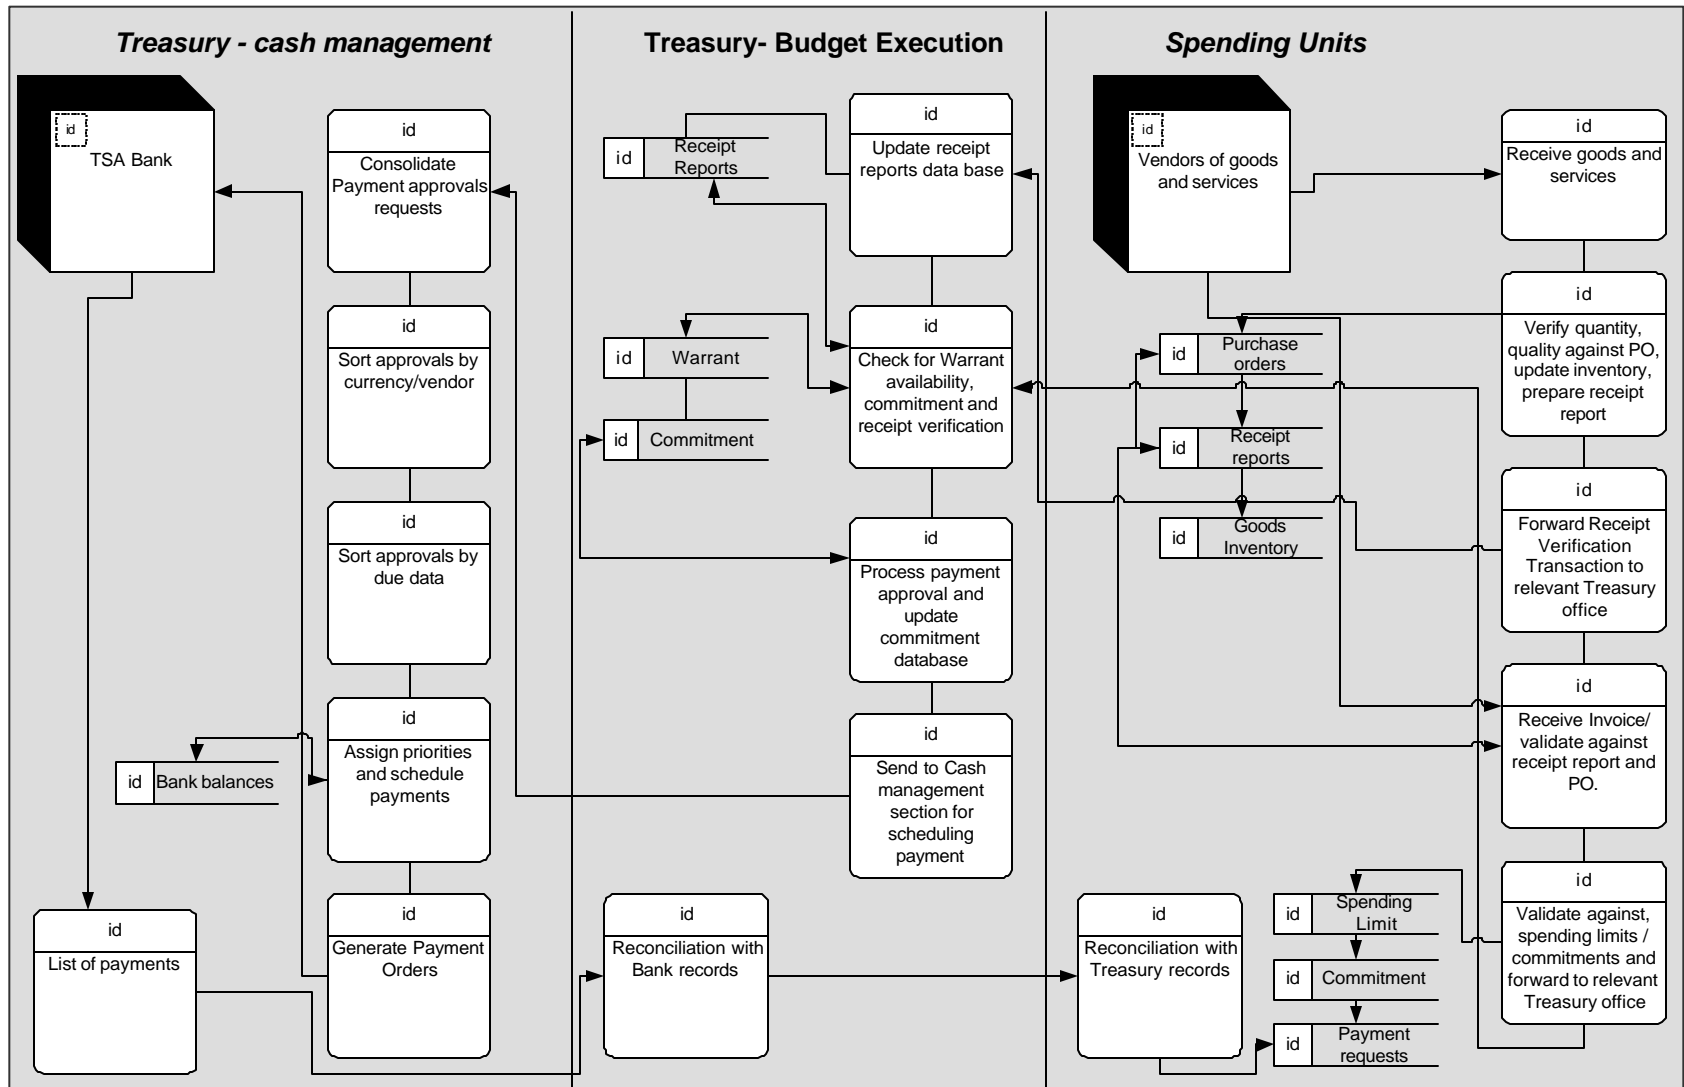 Treasury - cash management
id
TSA Bank
id
Consolidate
Payment approvals
requests
id
Sort approvals by
currency/vendor
id
Sort approvals by
due data
id
Assign priorities
and schedule
payments
id
Bank balances
id
List of payments
id
Generate Payment
Orders
Treasury- Budget Execution
id
Receipt
Reports
id
Update receipt
reports data base
id
Warrant
id
Check for Warrant
availability,
commitment and
receipt verification
id
Commitment
id
Process payment
approval and
update
commitment
database
id
Send to Cash
management
section for
scheduling
payment
id
Reconciliation with
Bank records
Spending Units
id
Vendors of goods
and services
id
Receive goods and
services
id
Verify quantity,
quality against PO,
update inventory,
prepare receipt
report
id
Purchase
orders
id
Receipt
reports
id
Goods
Inventory
id
Forward Receipt
Verification
Transaction to
relevant Treasury
office
id
Receive Invoice/
validate against
receipt report and
PO.
id
Validate against,
spending limits /
commitments and
forward to relevant
Treasury office
id
Spending
Limit
id
Commitment
id
Payment
requests
id
Reconciliation with
Treasury records